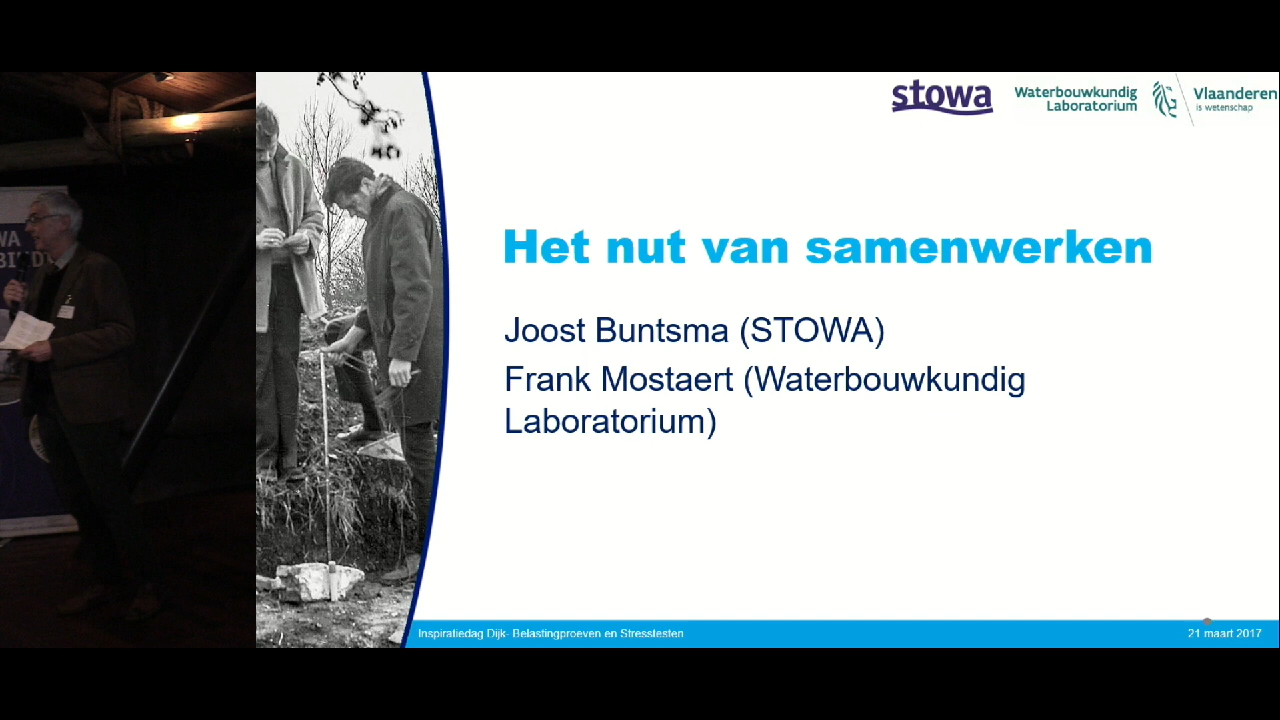 stowa
Waterbouwkundig
Laboratorium
Vlaanderen
is wetenschap
Het nut van samenwerken
Joost Buntsma (STOWA)
Frank Mostaert (Waterbouwkundig
Laboratorium)
Inspiratiedag Dijk- Belastingproeven en Stresstesten
21 maart 2017